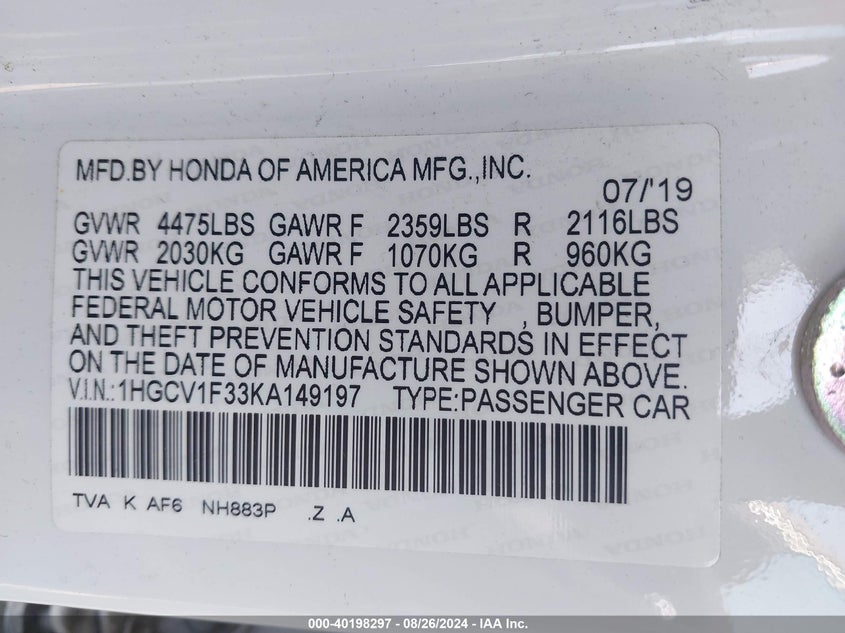 MFD.BY HONDA OF AMERICA MFG.,INC.
07/'19
GVWR 4475LBS GAWR F 2359LBS R 2116LBS
GVWR 2030KG GAWR F 1070KG R 960KG
THIS VEHICLE CONFORMS TO ALL APPLICABLE
FEDERAL MOTOR VEHICLE SAFETY , BUMPER,
AND THEFT PREVENTION STANDARDS IN EFFECT
ON THE DATE OF MANUFACTURE SHOWN ABOVE.
V.I.N.:1HGCV1F33KA149197 TYPE:PASSENGER CAR
TVA K AF6 NH883P .Z .A
000-40198297 - 08/26/2024 - IAA Inc.